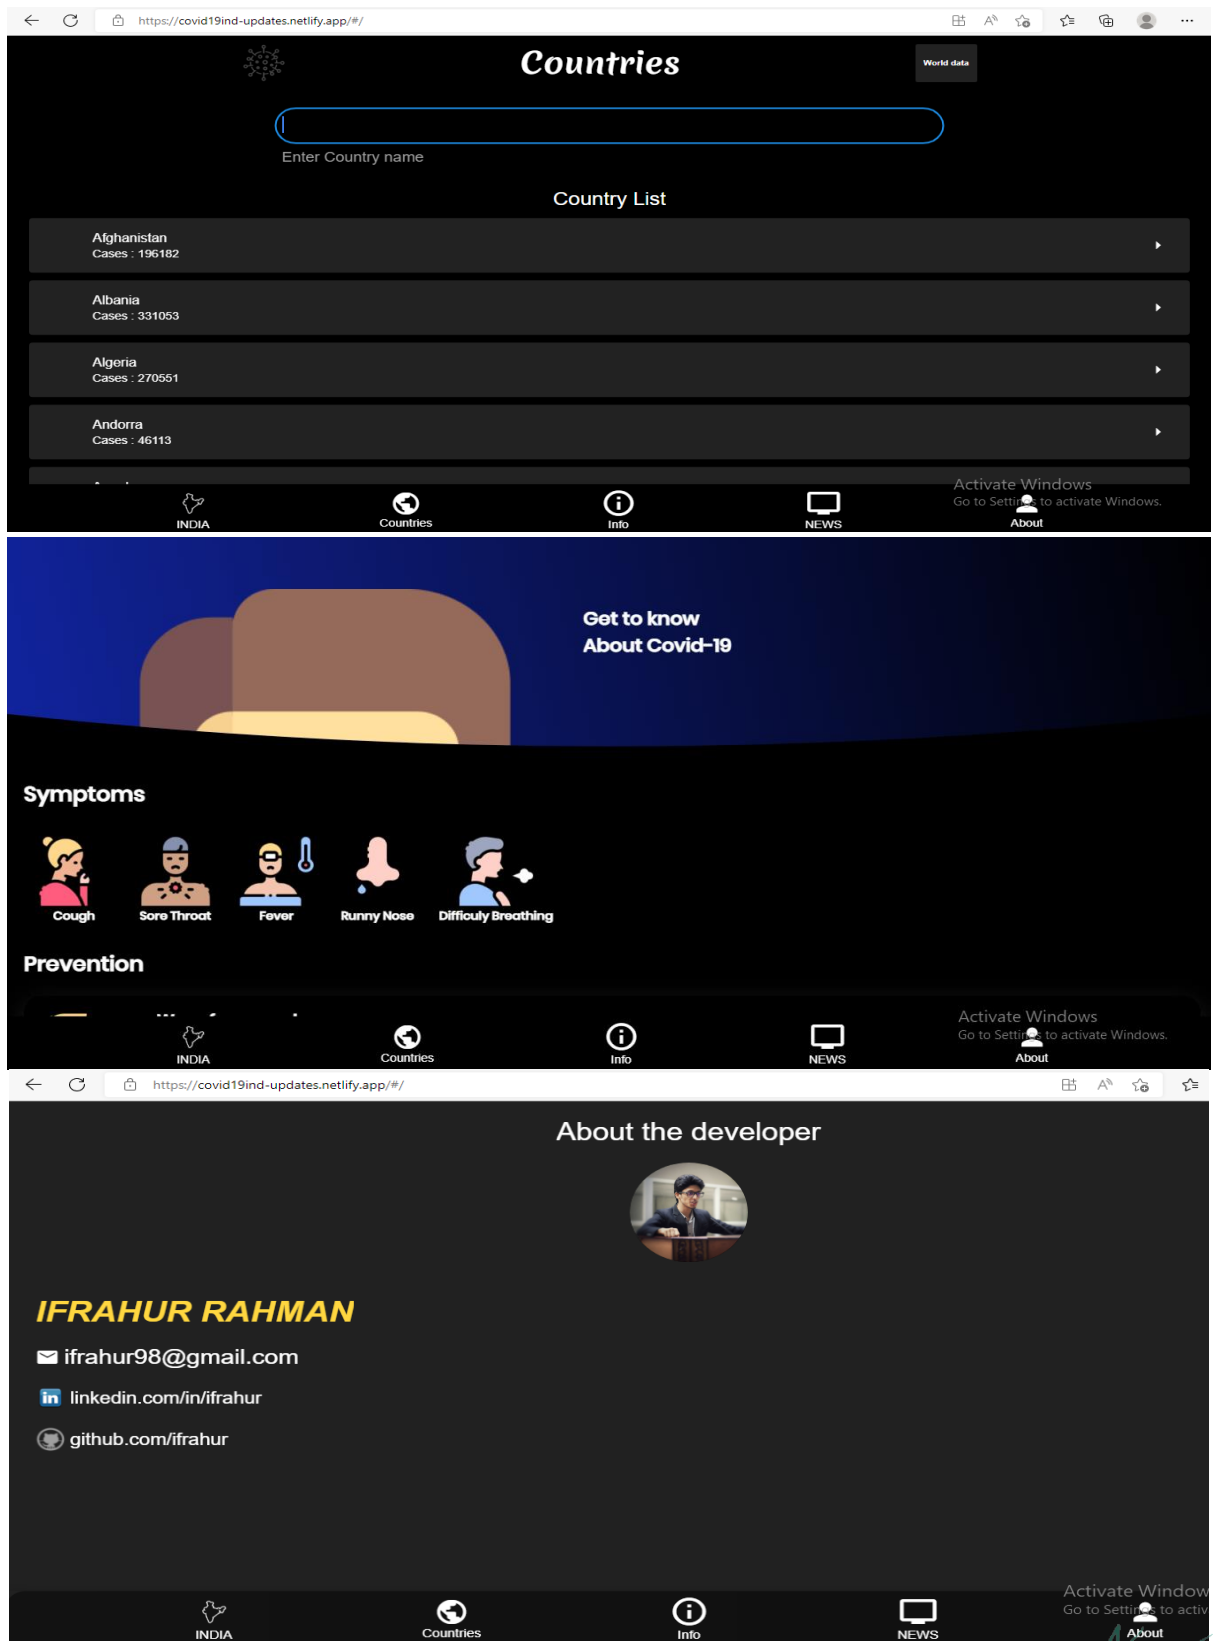 https://covid19ind-updates.netlify.app/#/
Countries
World data
Enter Country name
Country List
Afghanistan
Cases : 196182
Albania
Cases : 331053
Algeria
Cases : 270551
Andorra
Cases : 46113
Activate Windows
Go to Settings to activate Windows.
INDIA
Countries
Info
NEWS
About
Get to know
About Covid-19
Symptoms
Cough
Sore Throat
Fever
Runny Nose
Difficuly Breathing
Prevention
Activate Windows
Go to Settings to activate Windows.
INDIA
Countries
Info
NEWS
About
https://covid19ind-updates.netlify.app/#/
About the developer
IFRAHUR RAHMAN
ifrahur98@gmail.com
in linkedin.com/in/ifrahur
github.com/ifrahur
Activate Window
Go to Settings to activ
INDIA
Countries
Info
NEWS
About